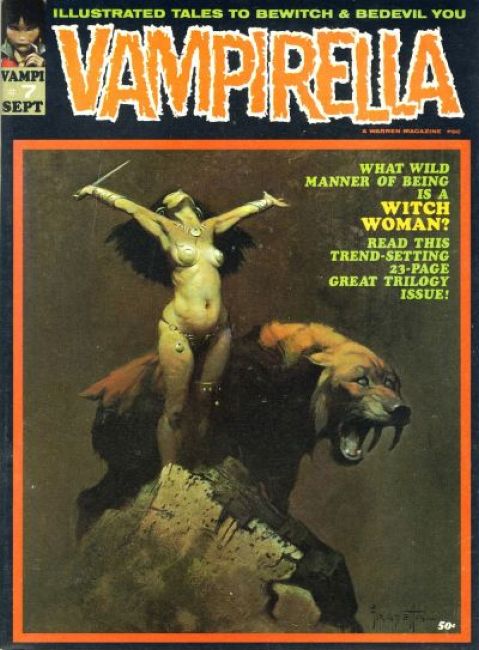 ILLUSTRATED TALES TO BEWITCH & BEDEVIL YOU
VAMPI
# 7
SEPT
VAMPIRELLA
A WARREN MAGAZINE
WHAT WILD
MANNER OF BEING
IS A
WITCH
WOMAN?
READ THIS
TREND-SETTING
23-PAGE
GREAT TRILOGY
ISSUE!
FRAZETTA
50¢